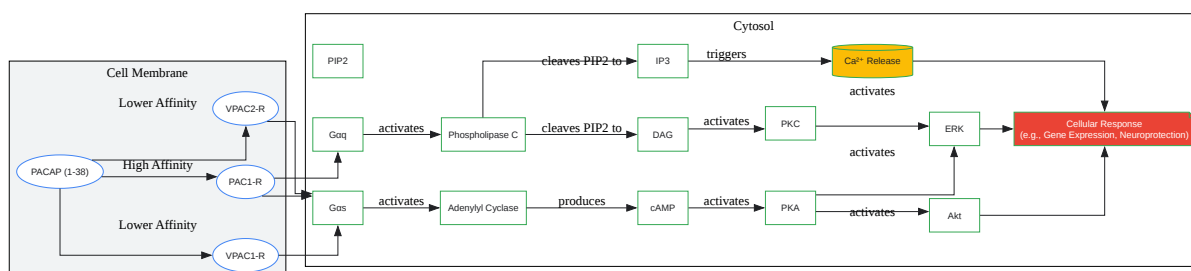 Cytosol
PIP2
cleaves PIP2 to
IP3
triggers
Ca²⁺ Release
Cell Membrane
activates
Lower Affinity
VPAC2-R
Gαq
activates
Phospholipase C
cleaves PIP2 to
DAG
activates
PKC
ERK
Cellular Response
(e.g., Gene Expression, Neuroprotection)
activates
PACAP (1-38)
High Affinity
PAC1-R
Gαs
activates
Adenylyl Cyclase
produces
cAMP
activates
PKA
activates
Akt
Lower Affinity
VPAC1-R